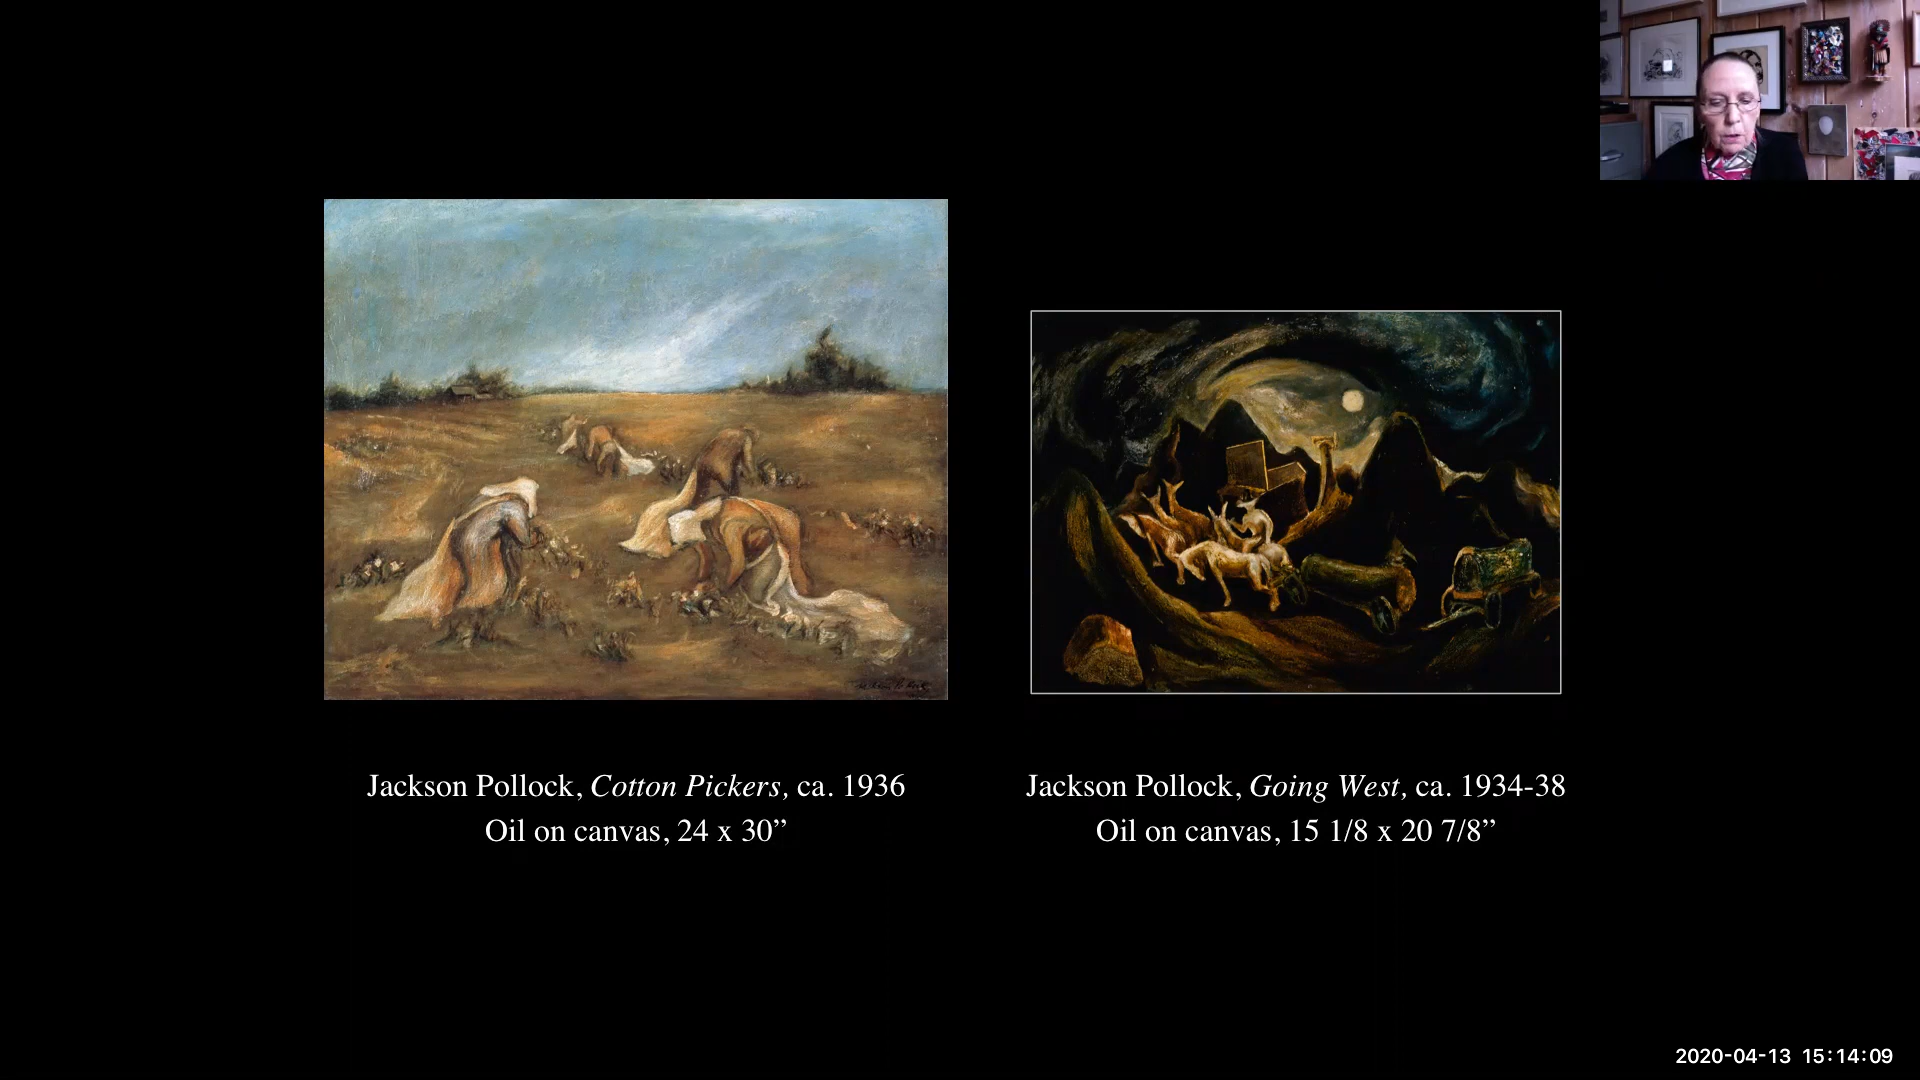 Jackson Pollock, Cotton Pickers, ca. 1936
Oil on canvas, 24 x 30”
Jackson Pollock, Going West, ca. 1934-38
Oil on canvas, 15 1/8 x 20 7/8”
2020-04-13 15:14:09